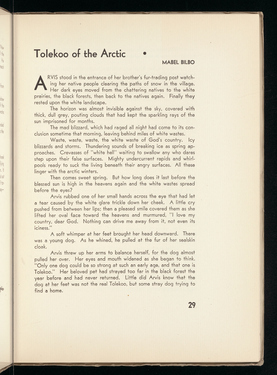 Tolekoo of the Arctic •
MABEL BILBO
ARVIS stood in the entrance of her brother's fur-trading post watch-
ing her native people clearing the paths of snow in the village.
Her dark eyes moved from the chattering natives to the white
prairies, the black forests, then back to the natives again. Finally they
rested upon the white landscape.
The horizon was almost invisible against the sky, covered with
thick, dull grey, pouting clouds that had kept the sparkling rays of the
sun imprisoned for months.
The mad blizzard, which had raged all night had come to its con-
clusion sometime that morning, leaving behind miles of white wastes.
Waste, waste, waste, the white waste of God's country. Icy
blizzards and storms. Thundering sounds of breaking ice as spring ap-
proaches. Crevasses of "white hell" waiting to swallow any who dares
step upon their false surfaces. Mighty undercurrent rapids and whirl-
pools ready to suck the living beneath their angry surfaces. All these
linger with the arctic winters.
Then comes sweet spring. But how long does it last before the
blessed sun is high in the heavens again and the white wastes spread
before the eyes?
Arvis rubbed one of her small hands across the eye that had let
a tear caused by the white glare trickle down her cheek. A little cry
pushed from between her lips; then a pleased smile covered them as she
lifted her oval face toward the heavens and murmured, "I love my
country, dear God. Nothing can drive me away from it, not even its
iciness."
A soft whimper at her feet brought her head downward. There
was a young dog. As he whined, he pulled at the fur of her sealskin
cloak.
Arvis threw up her arms to balance herself, for the dog almost
pulled her over. Her eyes and mouth widened as she began to think.
"Only one dog could be so strong at such an early age, and that one is
Tolekoo." Her beloved pet had strayed too far in the black forest the
year before and had never returned. Little did Arvis know that the
dog at her feet was not the real Tolekoo, but some stray dog trying to
find a home.
29